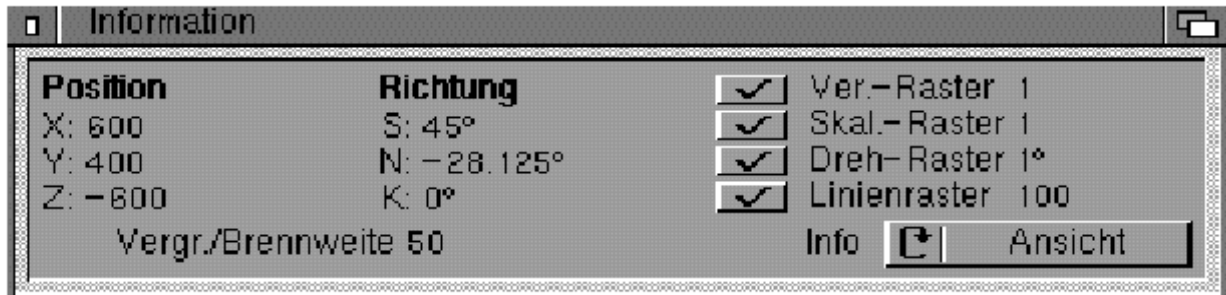 Information
Position Richtung Ver.-Raster 1
X: 600 S: 45° Skal.-Raster 1
Y: 400 N: -28.125° Dreh-Raster 1°
Z: -600 K: 0° Linienraster 100
Vergr./Brennweite 50 Info Ansicht